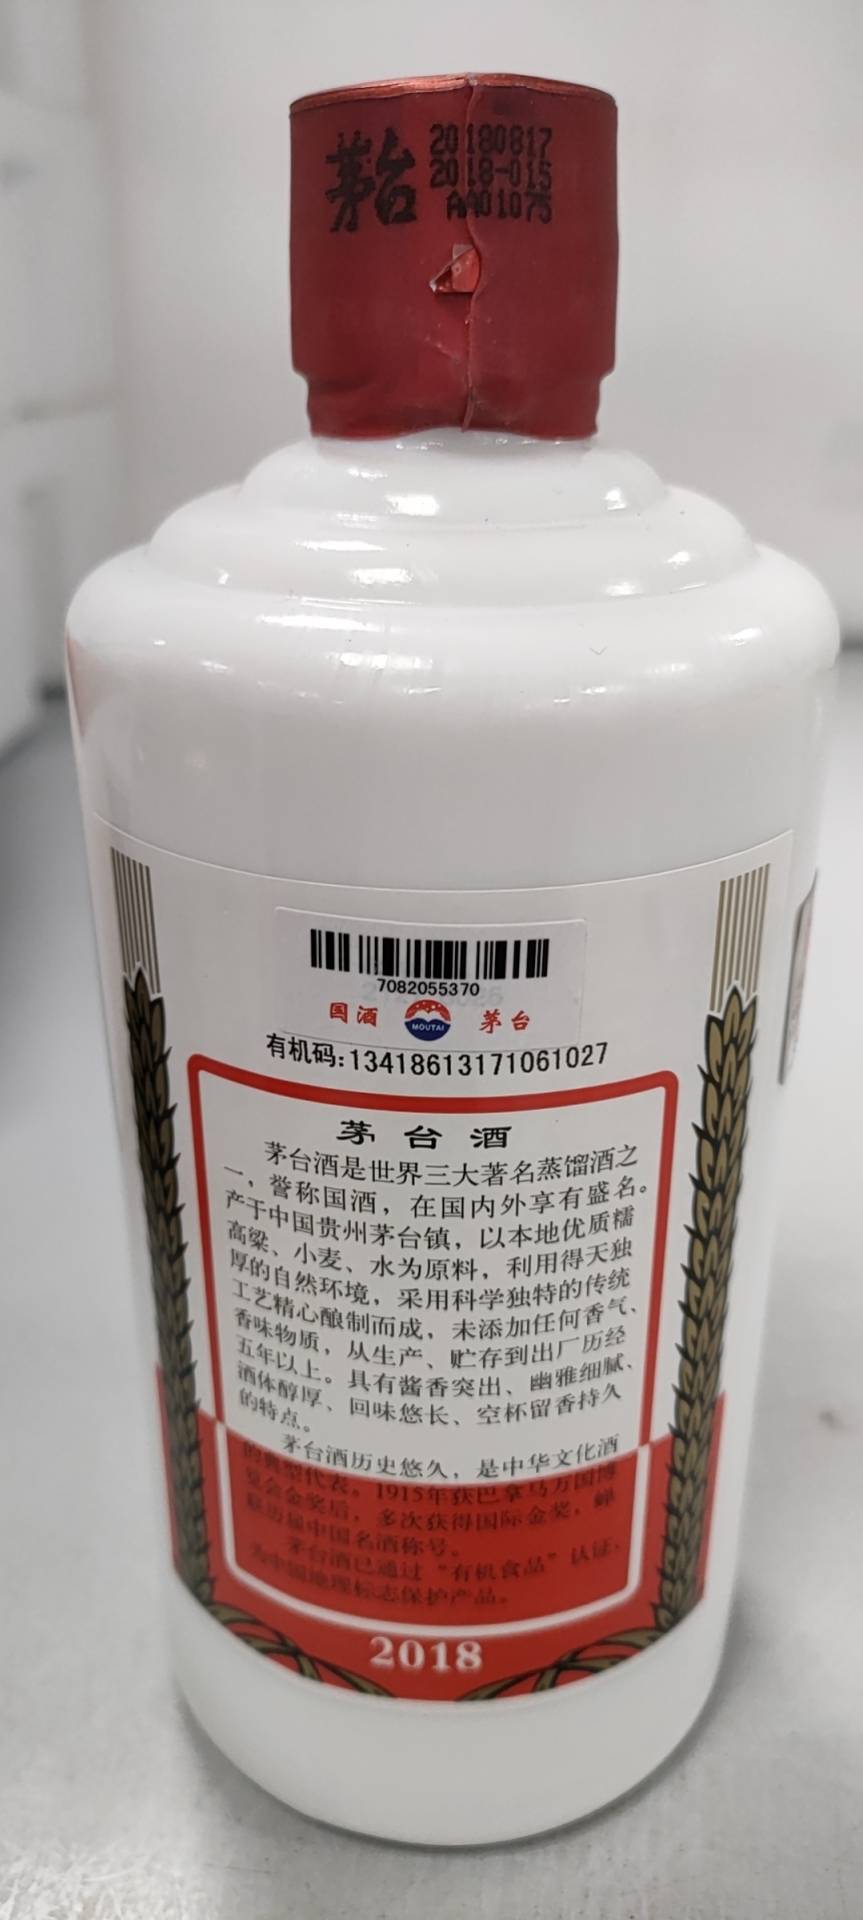 茅台
20180817
2018-015
AA01075
7082055370
国酒
MOUTAI
茅台
有机码:13418613171061027
茅台酒
茅台酒是世界三大著名蒸馏酒之
一，誉称国酒，在国内外享有盛名。
产于中国贵州茅台镇，以本地优质糯
高粱、小麦、水为原料，利用得天独
厚的自然环境，采用科学独特的传统
工艺精心酿制而成，未添加任何香气、
香味物质，从生产、贮存到出厂历经
五年以上。具有酱香突出、幽雅细腻、
酒体醇厚、回味悠长、空杯留香持久
的特点。
茅台酒历史悠久，是中华文化酒
的典型代表。1915年获巴拿马万国博
览会金奖后，多次获得国际金奖，蝉
联历届中国名酒称号。
茅台酒已通过“有机食品”认证，
为中国地理标志保护产品。
2018